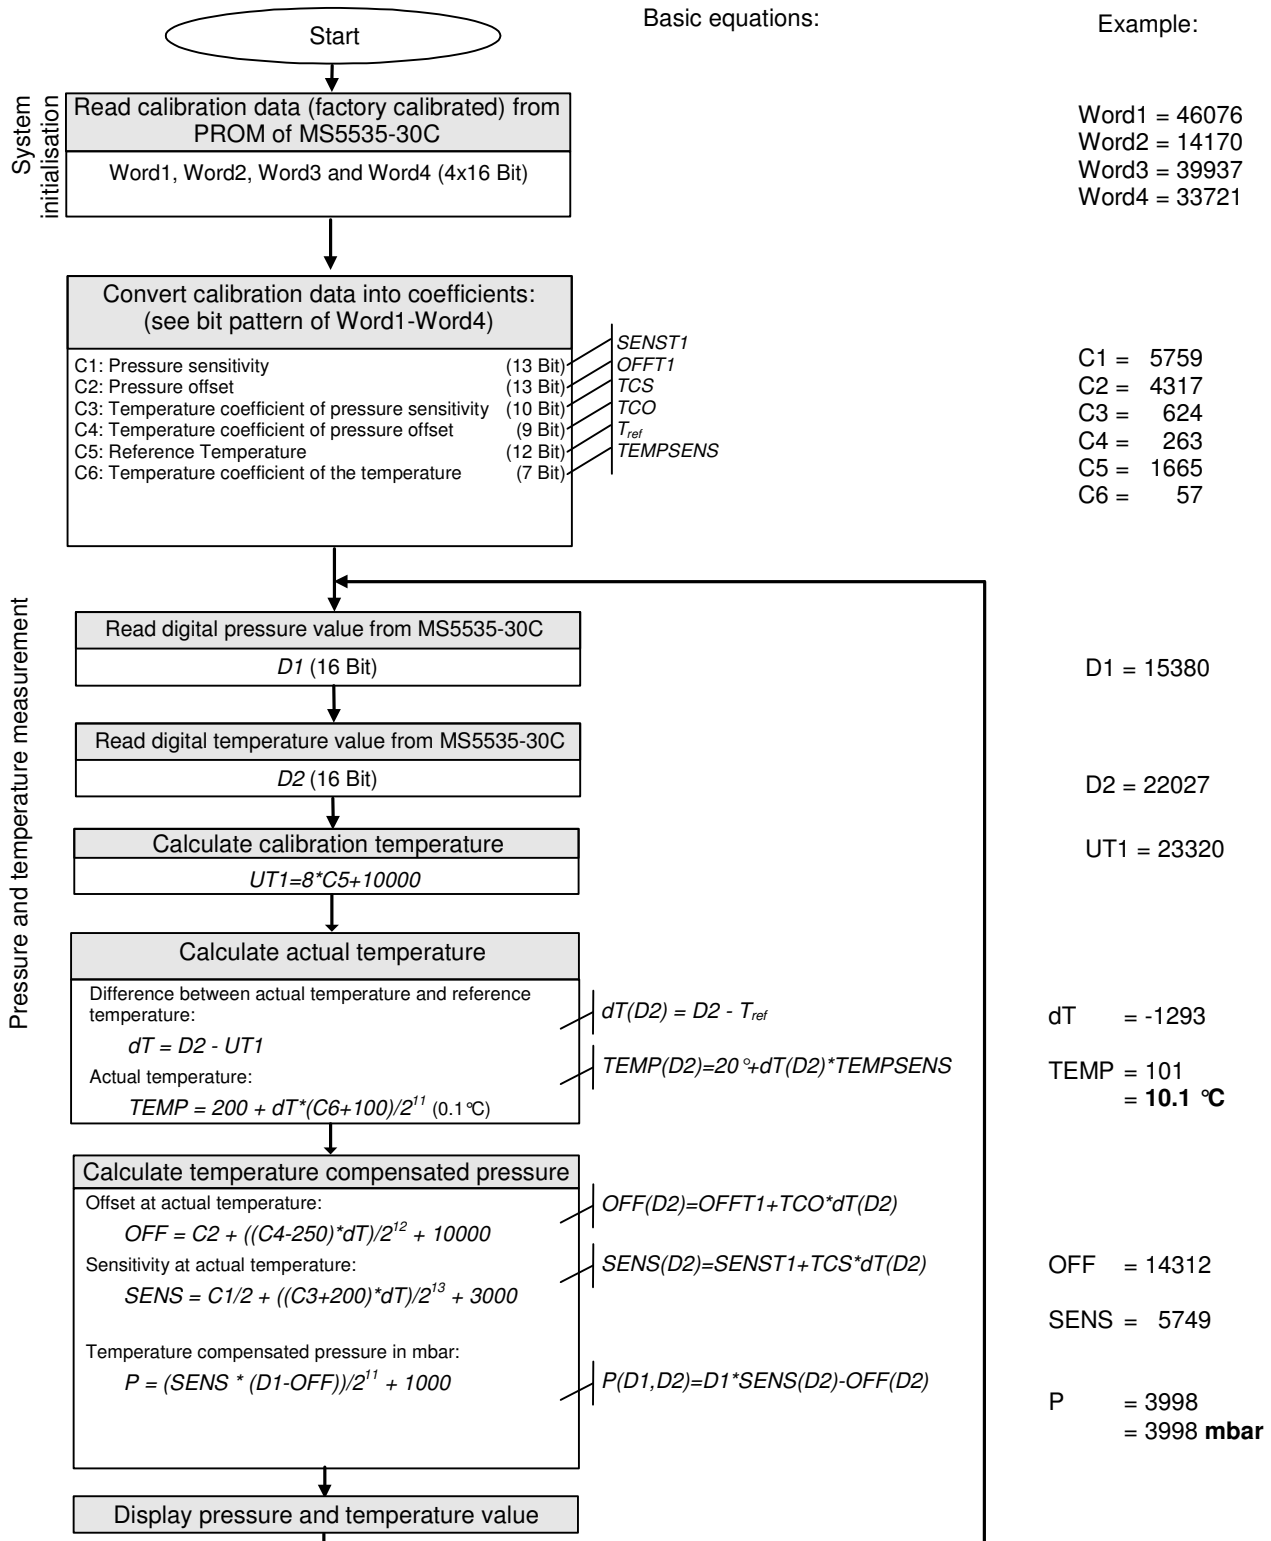 Start
Basic equations:
Example:
System
initialisation
Read calibration data (factory calibrated) from
PROM of MS5535-30C
Word1, Word2, Word3 and Word4 (4x16 Bit)
Word1 = 46076
Word2 = 14170
Word3 = 39937
Word4 = 33721
Convert calibration data into coefficients:
(see bit pattern of Word1-Word4)
C1: Pressure sensitivity (13 Bit) SENST1
C2: Pressure offset (13 Bit) OFFT1
C3: Temperature coefficient of pressure sensitivity (10 Bit) TCS
C4: Temperature coefficient of pressure offset (9 Bit) TCO
C5: Reference Temperature (12 Bit) Tref
C6: Temperature coefficient of the temperature (7 Bit) TEMPSENS
C1 = 5759
C2 = 4317
C3 = 624
C4 = 263
C5 = 1665
C6 = 57
Pressure and temperature measurement
Read digital pressure value from MS5535-30C
D1 (16 Bit)
D1 = 15380
Read digital temperature value from MS5535-30C
D2 (16 Bit)
D2 = 22027
Calculate calibration temperature
UT1=8*C5+10000
UT1 = 23320
Calculate actual temperature
Difference between actual temperature and reference
temperature:
dT = D2 - UT1
dT(D2) = D2 - Tref
dT = -1293
Actual temperature:
TEMP = 200 + dT*(C6+100)/2^11 (0.1°C)
TEMP(D2)=20°+dT(D2)*TEMPSENS
TEMP = 101
= 10.1 °C
Calculate temperature compensated pressure
Offset at actual temperature:
OFF = C2 + ((C4-250)*dT)/2^12 + 10000
OFF(D2)=OFFT1+TCO*dT(D2)
OFF = 14312
Sensitivity at actual temperature:
SENS = C1/2 + ((C3+200)*dT)/2^13 + 3000
SENS(D2)=SENST1+TCS*dT(D2)
SENS = 5749
Temperature compensated pressure in mbar:
P = (SENS * (D1-OFF))/2^11 + 1000
P(D1,D2)=D1*SENS(D2)-OFF(D2)
P = 3998
= 3998 mbar
Display pressure and temperature value